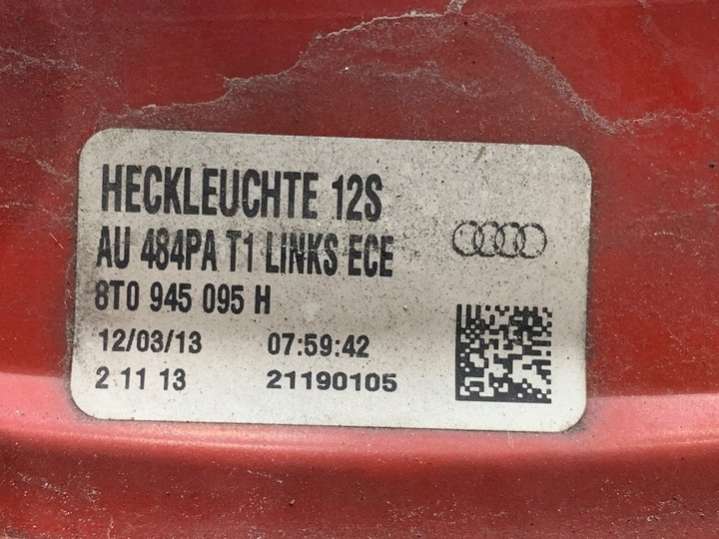 HECKLEUCHTE 12S
AU 484PA T1 LINKS ECE
8T0 945 095 H
12/03/13 07:59:42
2 11 13 21190105